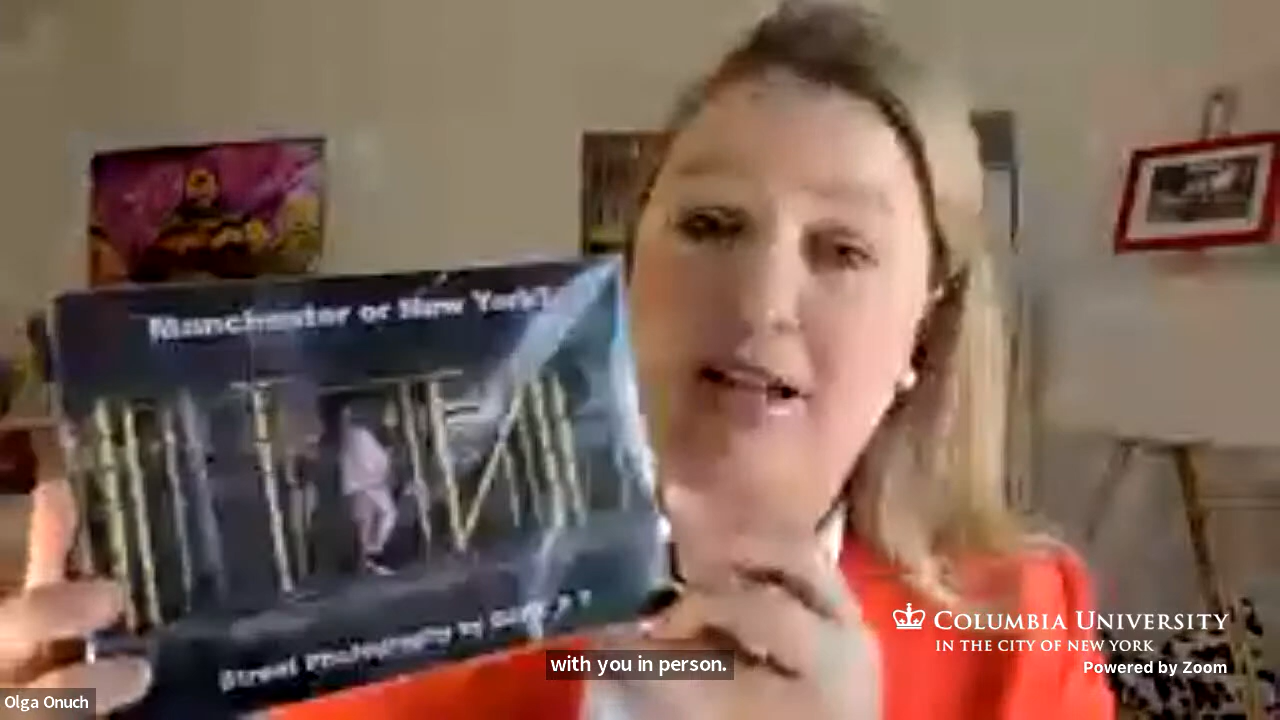 Manchester or New York?
Street Photography by
COLUMBIA UNIVERSITY
IN THE CITY OF NEW YORK
Powered by Zoom
with you in person.
Olga Onuch